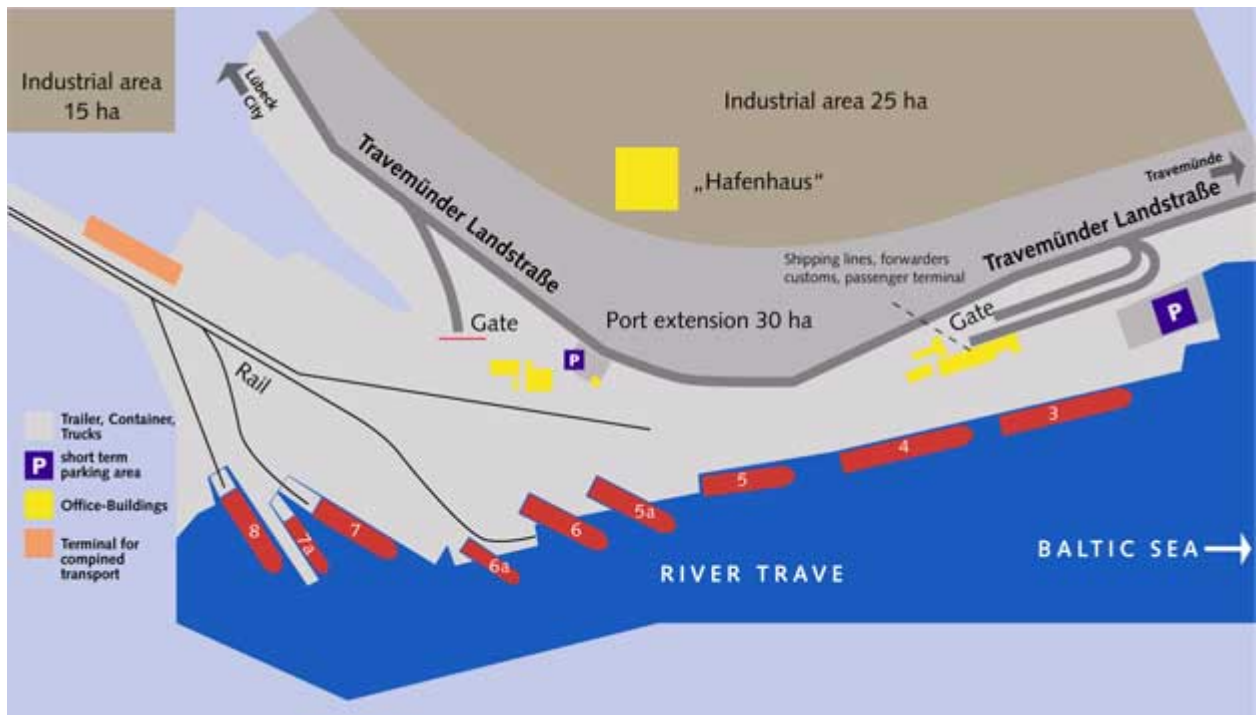 Industrial area
15 ha
Lübeck
City
Industrial area 25 ha
„Hafenhaus“
Travemünder Landstraße
Travemünde
Travemünder Landstraße
Shipping lines, forwarders
customs, passenger terminal
Gate
Port extension 30 ha
Gate
P
P
Rail
Trailer, Container,
Trucks
P
short term
parking area
Office-Buildings
Terminal for
compined
transport
8
7a
7
6a
6
5a
5
4
3
RIVER TRAVE
BALTIC SEA